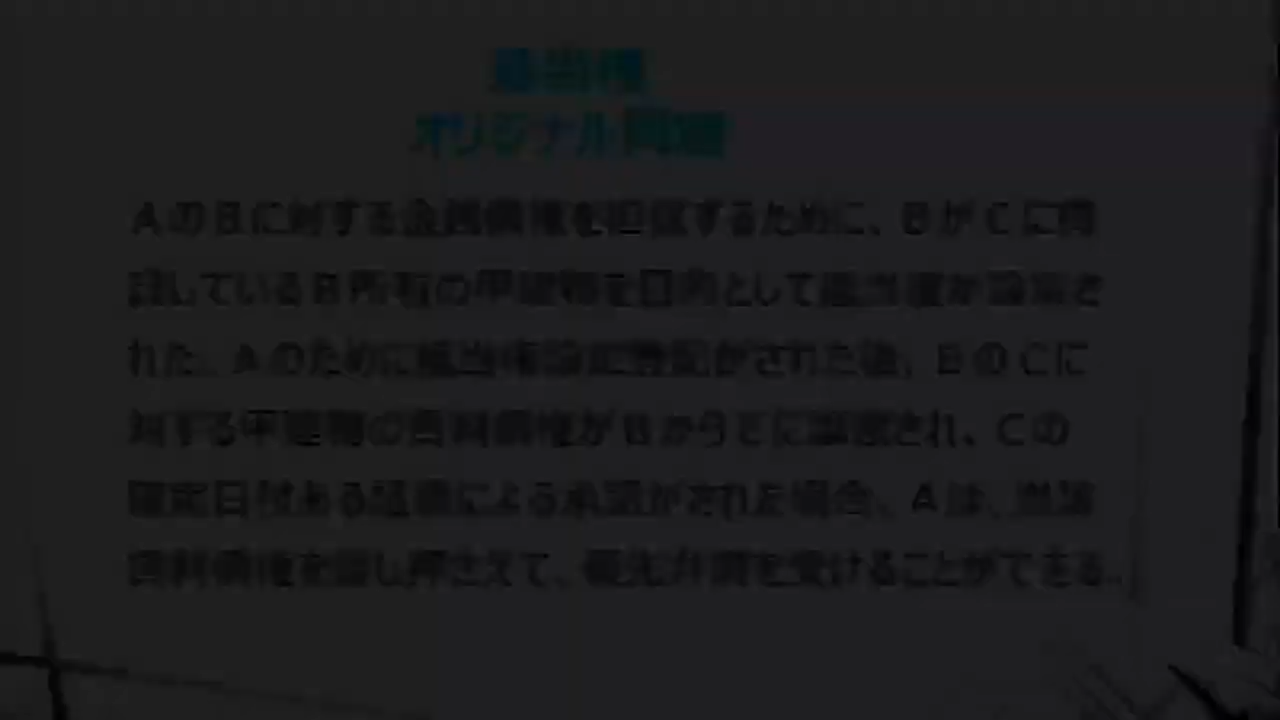 抵当権
オリジナル問題
AのBに対する金銭債権を担保するために、BがCに賃
貸しているB所有の甲建物を目的として抵当権が設定さ
れた。Aのために抵当権設定登記がされた後、BのCに
対する甲建物の賃料債権がBからEに譲渡され、Cの
確定日付ある証書による承諾がされた場合、Aは、当該
賃料債権を差し押さえて、優先弁済を受けることができる。